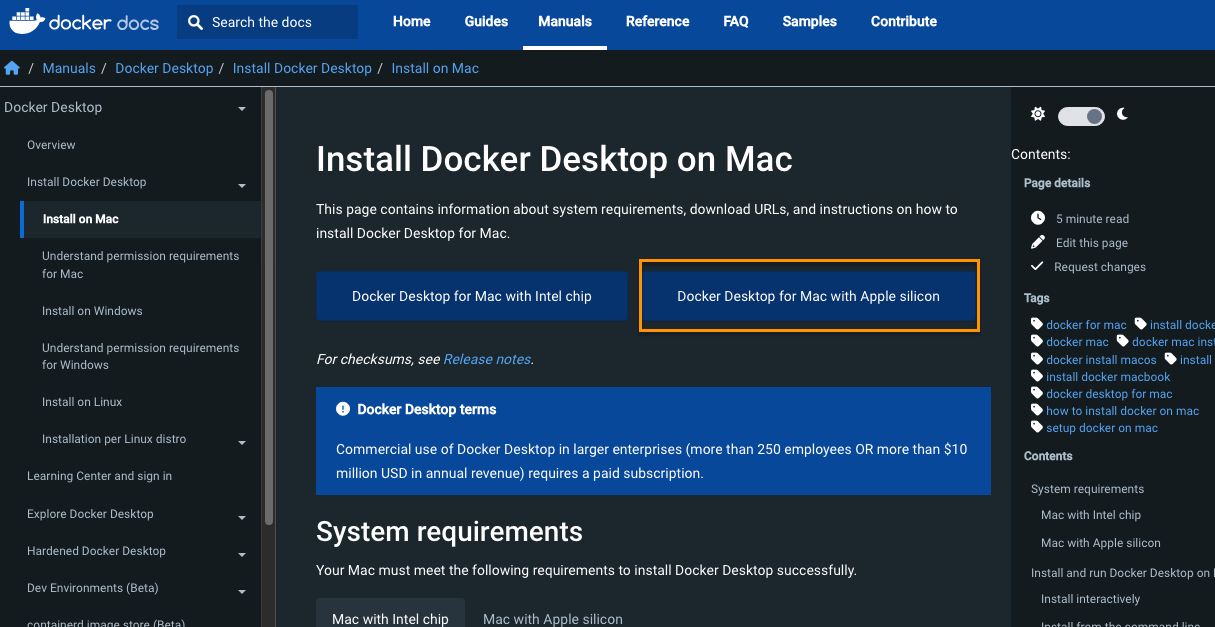 docker docs
Search the docs
Home Guides Manuals Reference FAQ Samples Contribute
/ Manuals / Docker Desktop / Install Docker Desktop / Install on Mac
Docker Desktop
Overview
Install Docker Desktop
Install on Mac
Understand permission requirements
for Mac
Install on Windows
Understand permission requirements
for Windows
Install on Linux
Installation per Linux distro
Learning Center and sign in
Explore Docker Desktop
Hardened Docker Desktop
Dev Environments (Beta)
containerd image store (Beta)
Install Docker Desktop on Mac
This page contains information about system requirements, download URLs, and instructions on how to
install Docker Desktop for Mac.
Docker Desktop for Mac with Intel chip
Docker Desktop for Mac with Apple silicon
For checksums, see Release notes.
Docker Desktop terms
Commercial use of Docker Desktop in larger enterprises (more than 250 employees OR more than $10
million USD in annual revenue) requires a paid subscription.
System requirements
Your Mac must meet the following requirements to install Docker Desktop successfully.
Mac with Intel chip Mac with Apple silicon
Contents:
Page details
5 minute read
Edit this page
Request changes
Tags
docker for mac install docke
docker mac docker mac inst
docker install macos install
install docker macbook
docker desktop for mac
how to install docker on mac
setup docker on mac
Contents
System requirements
Mac with Intel chip
Mac with Apple silicon
Install and run Docker Desktop on
Install interactively
Install from the command line